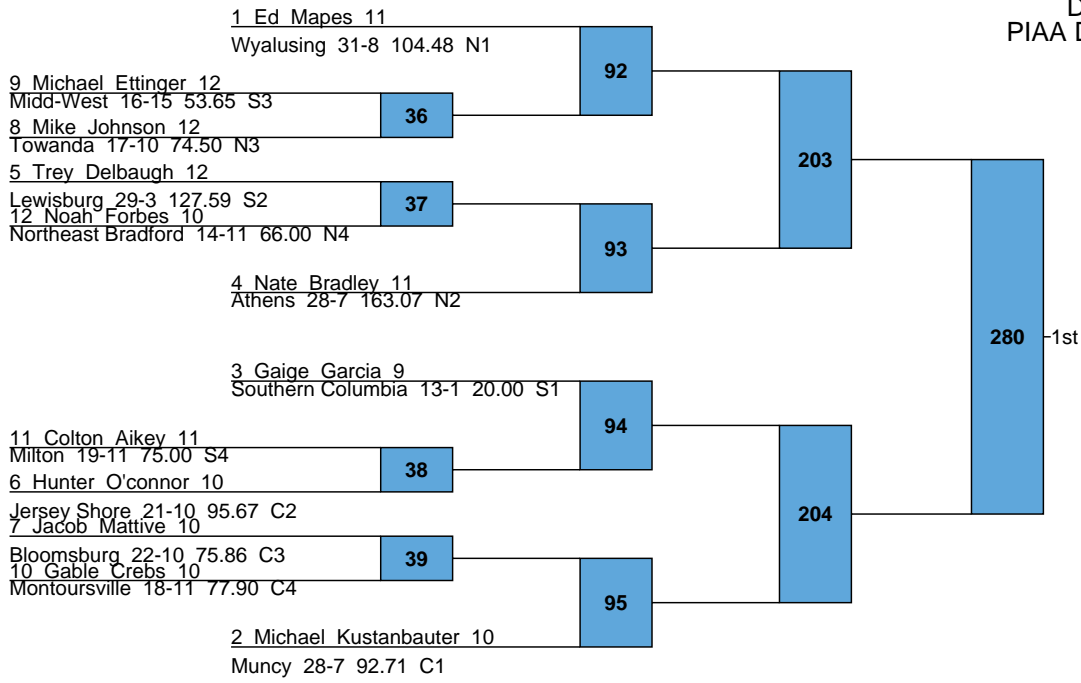 D
PIAA D
1 Ed Mapes 11
Wyalusing 31-8 104.48 N1
92
9 Michael Ettinger 12
Midd-West 16-15 53.65 S3
36
8 Mike Johnson 12
Towanda 17-10 74.50 N3
203
5 Trey Delbaugh 12
Lewisburg 29-3 127.59 S2
37
12 Noah Forbes 10
Northeast Bradford 14-11 66.00 N4
93
4 Nate Bradley 11
Athens 28-7 163.07 N2
280
1st
3 Gaige Garcia 9
Southern Columbia 13-1 20.00 S1
94
11 Colton Aikey 11
Milton 19-11 75.00 S4
38
6 Hunter O'connor 10
Jersey Shore 21-10 95.67 C2
204
7 Jacob Mattive 10
Bloomsburg 22-10 75.86 C3
39
10 Gable Crebs 10
Montoursville 18-11 77.90 C4
95
2 Michael Kustanbauter 10
Muncy 28-7 92.71 C1